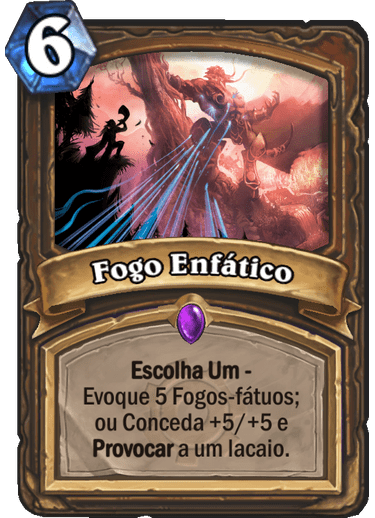 6
Fogo Enfático
Escolha Um -
Evoque 5 Fogos-fátuos;
ou Conceda +5/+5 e
Provocar a um lacaio.